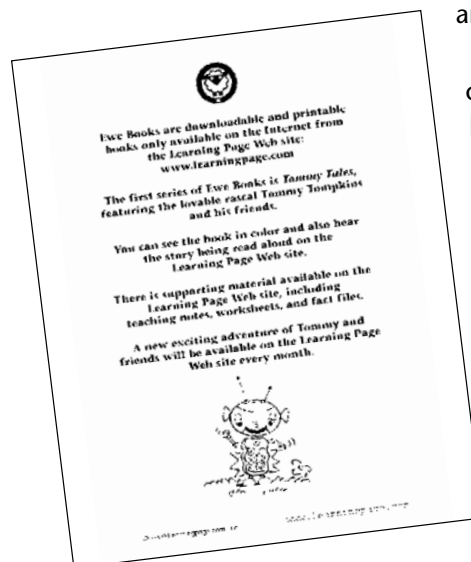 Ewe Books are downloadable and printable
books only available on the Internet from
the Learning Page Web site:
www.learningpage.com
The first series of Ewe Books is Tommy Tales,
featuring the lovable rascal Tommy Tompkins
and his friends.
You can see the book in color and also hear
the story being read aloud on the
Learning Page Web site.
There is supporting material available on the
Learning Page Web site, including
teaching notes, worksheets, and fact files.
A new exciting adventure of Tommy and
friends will be available on the Learning Page
Web site every month.